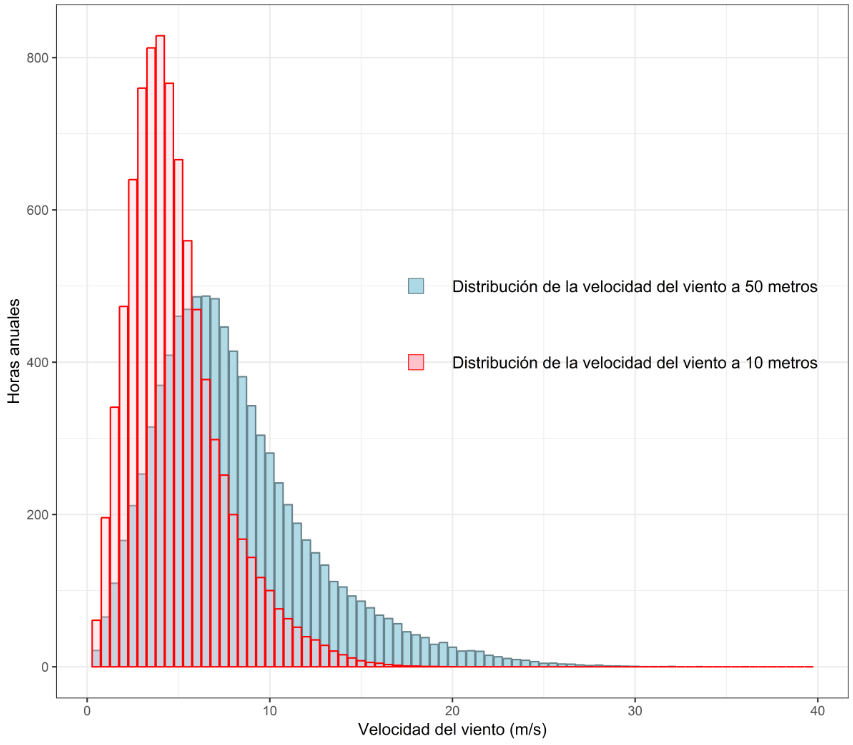 800
600
400
200
0
Horas anuales
Distribución de la velocidad del viento a 50 metros
Distribución de la velocidad del viento a 10 metros
0 10 20 30 40
Velocidad del viento (m/s)